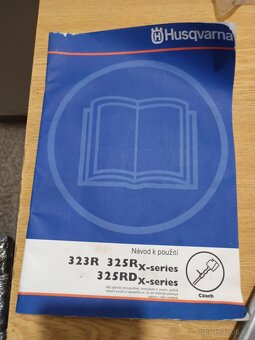 Husqvarna
Návod k použití
323R 325Rx-series
325RDx-series
Czech